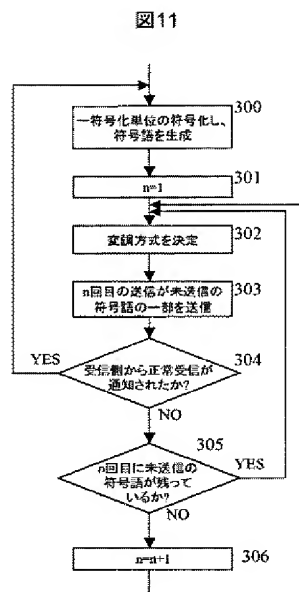 図11
300
一符号化単位の符号化し、
符号語を生成
301
n=1
302
変調方式を決定
303
n回目の送信が未送信の
符号語の一部を送信
304
YES
受信側から正常受信が
通知されたか?
NO
305
YES
n回目に未送信の
符号語が残って
いるか?
NO
306
n=n+1